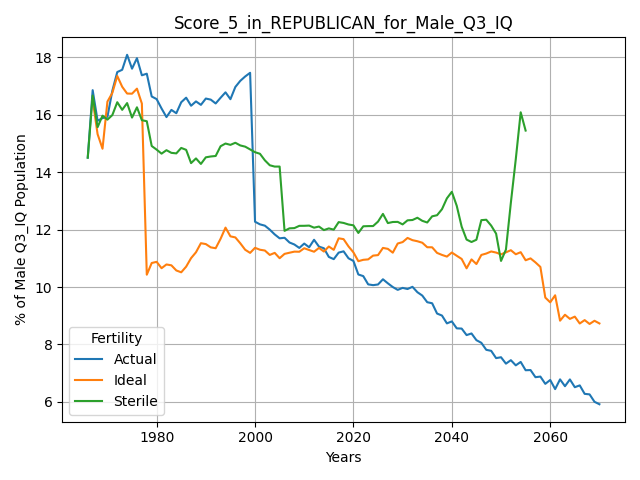 Score_5_in_REPUBLICAN_for_Male_Q3_IQ
% of Male Q3_IQ Population
18
16
14
12
10
8
6
Fertility
Actual
Ideal
Sterile
1980
2000
2020
2040
2060
Years